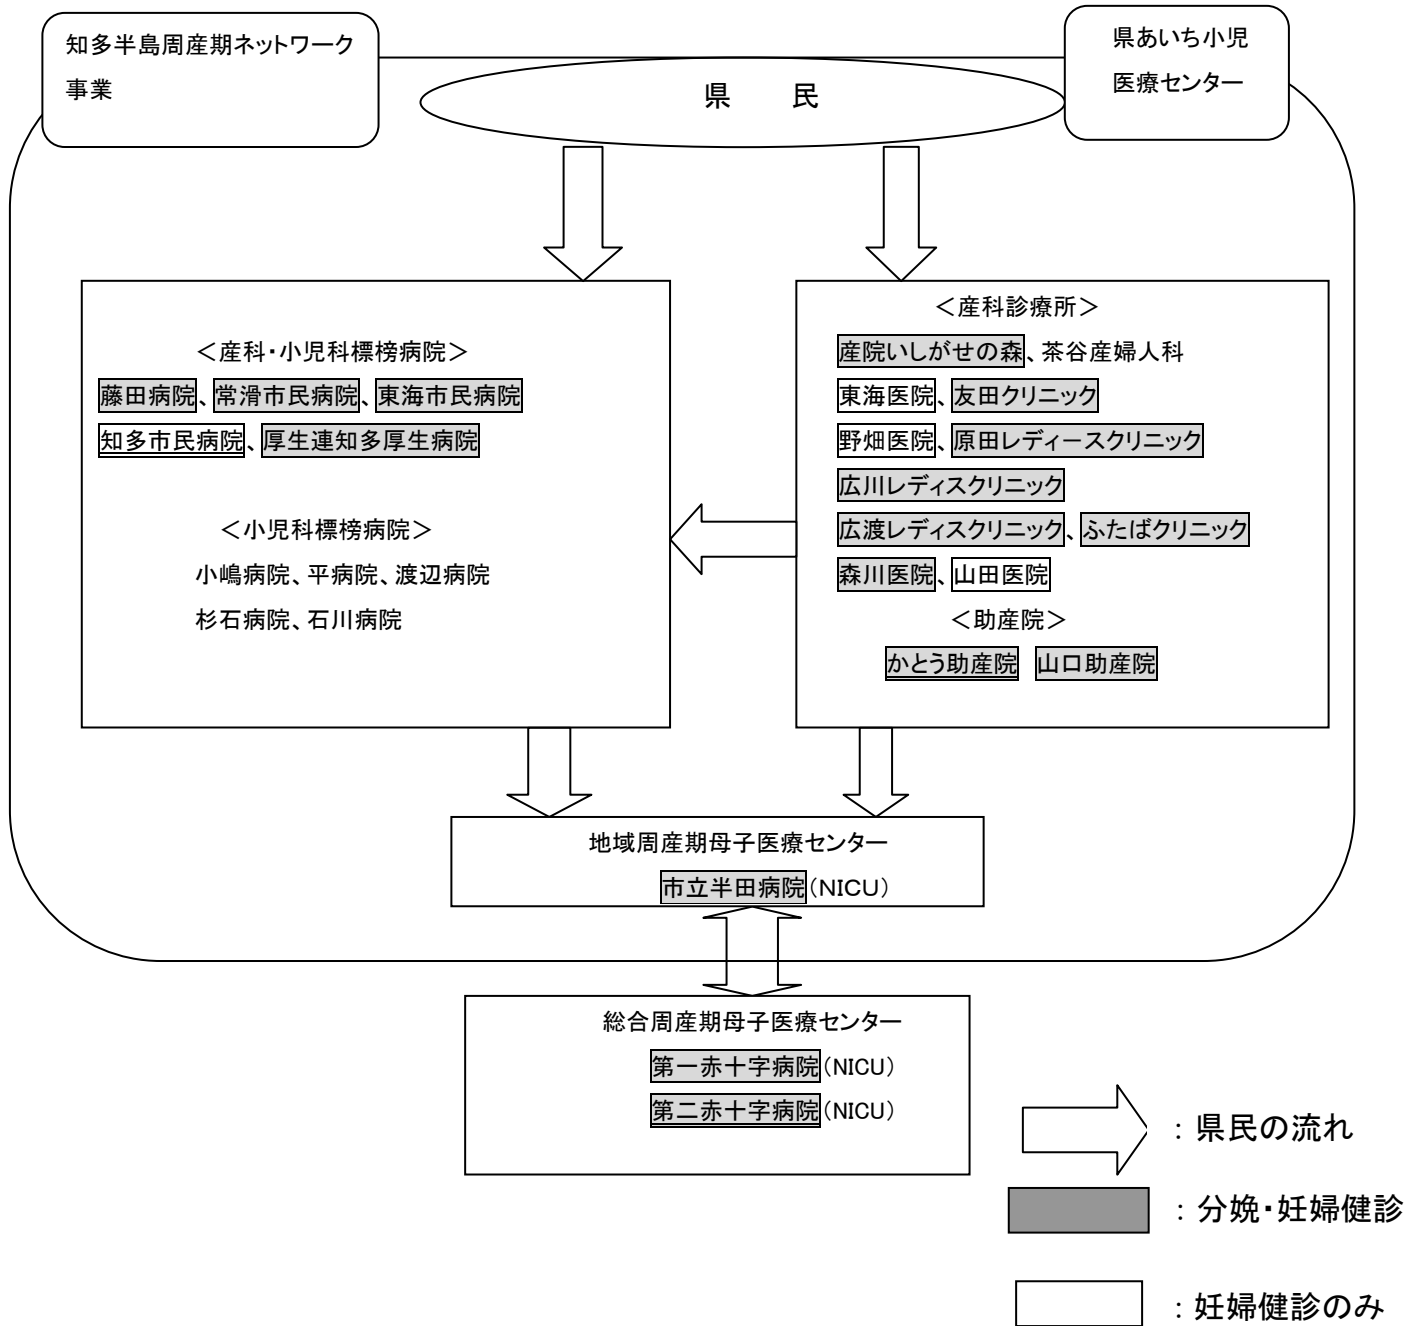 知多半島周産期ネットワーク
事業
県あいち小児
医療センター
県　　民
＜産科・小児科標榜病院＞
藤田病院、常滑市民病院、東海市民病院
知多市民病院、厚生連知多厚生病院
＜小児科標榜病院＞
小嶋病院、平病院、渡辺病院
杉石病院、石川病院
＜産科診療所＞
産院いしがせの森、茶谷産婦人科
東海医院、友田クリニック
野畑医院、原田レディースクリニック
広川レディスクリニック
広渡レディスクリニック、ふたばクリニック
森川医院、山田医院
＜助産院＞
かとう助産院　山口助産院
地域周産期母子医療センター
市立半田病院（NICU）
総合周産期母子医療センター
第一赤十字病院（NICU）
第二赤十字病院（NICU）
：県民の流れ
：分娩・妊婦健診
：妊婦健診のみ